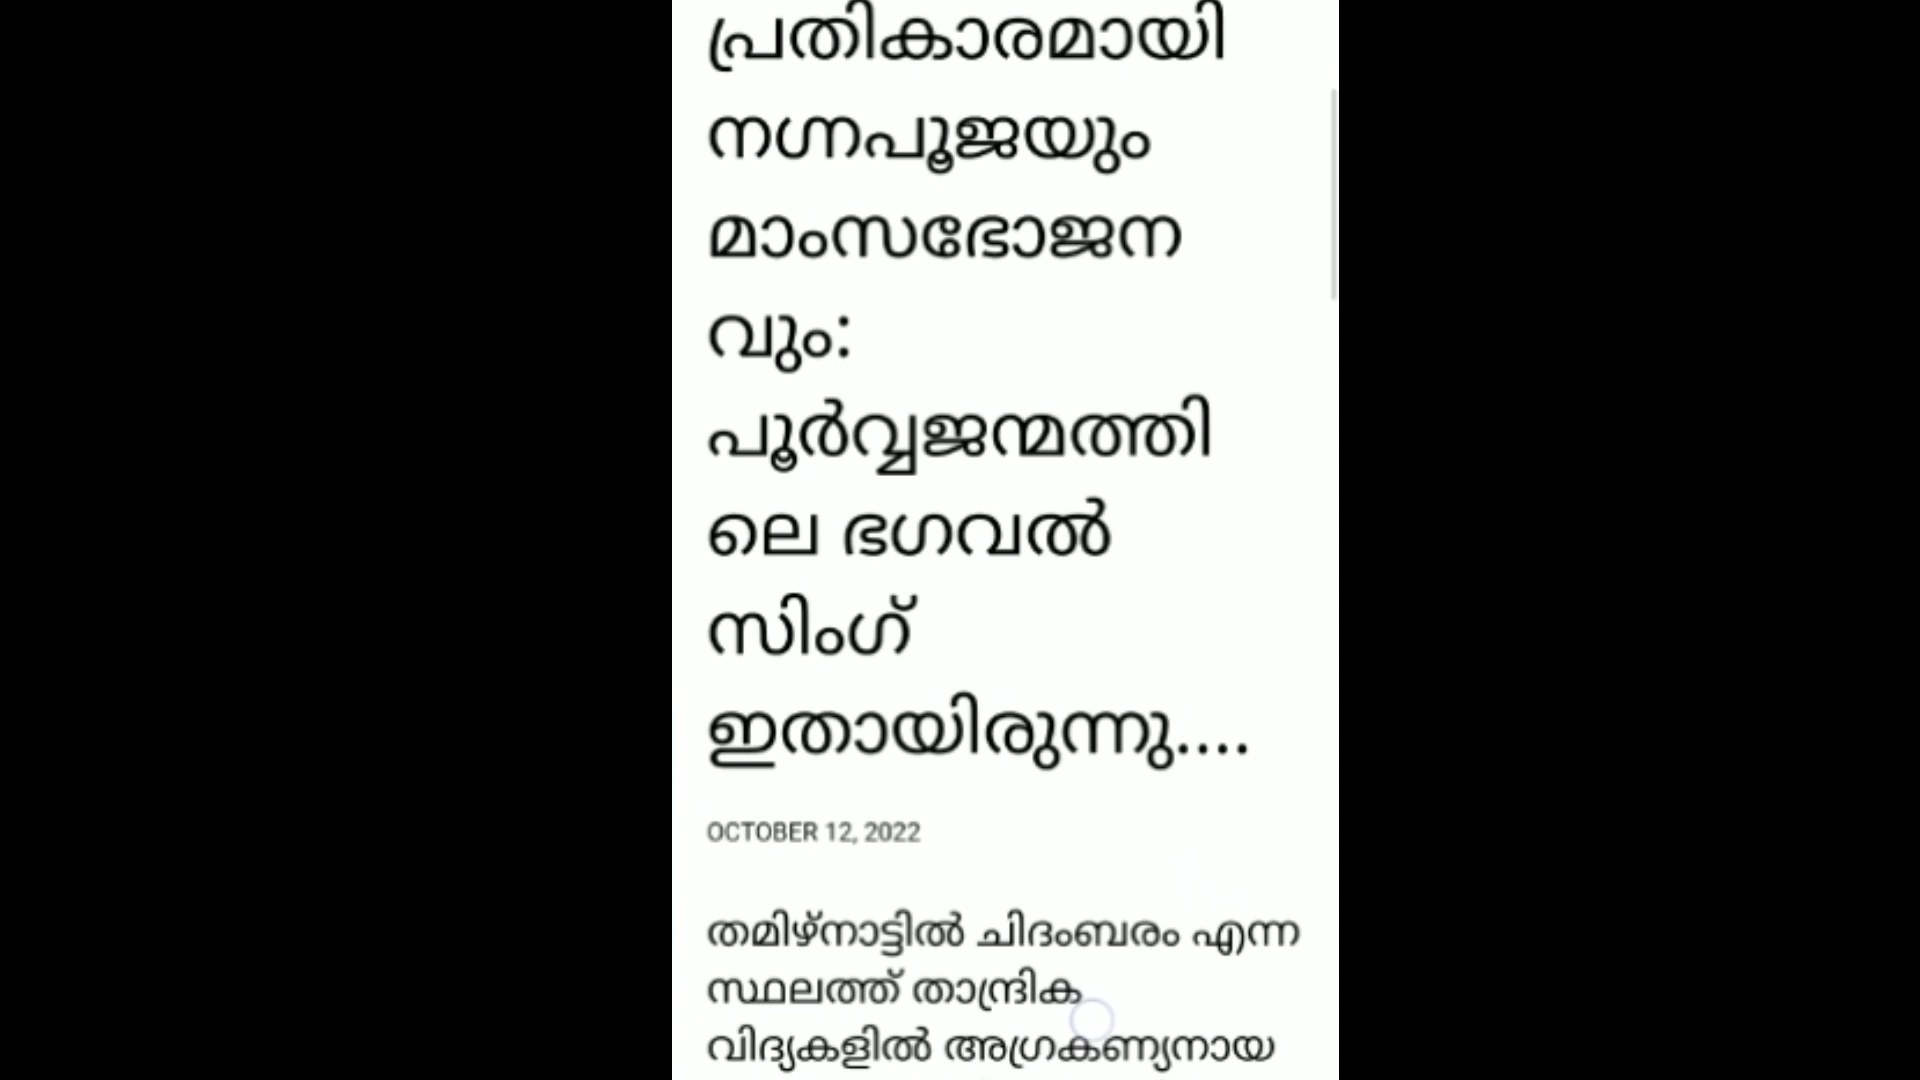 പ്രതികാരമായി
നഗ്നപൂജയും
മാംസഭോജന
വും:
പൂർവ്വജന്മത്തി
ലെ ഭഗവൽ
സിംഗ്
ഇതായിരുന്നു....
OCTOBER 12, 2022
തമിഴ്നാട്ടിൽ ചിദംബരം എന്ന
സ്ഥലത്ത് താന്ത്രിക
വിദ്യകളിൽ അഗ്രകണ്യനായ